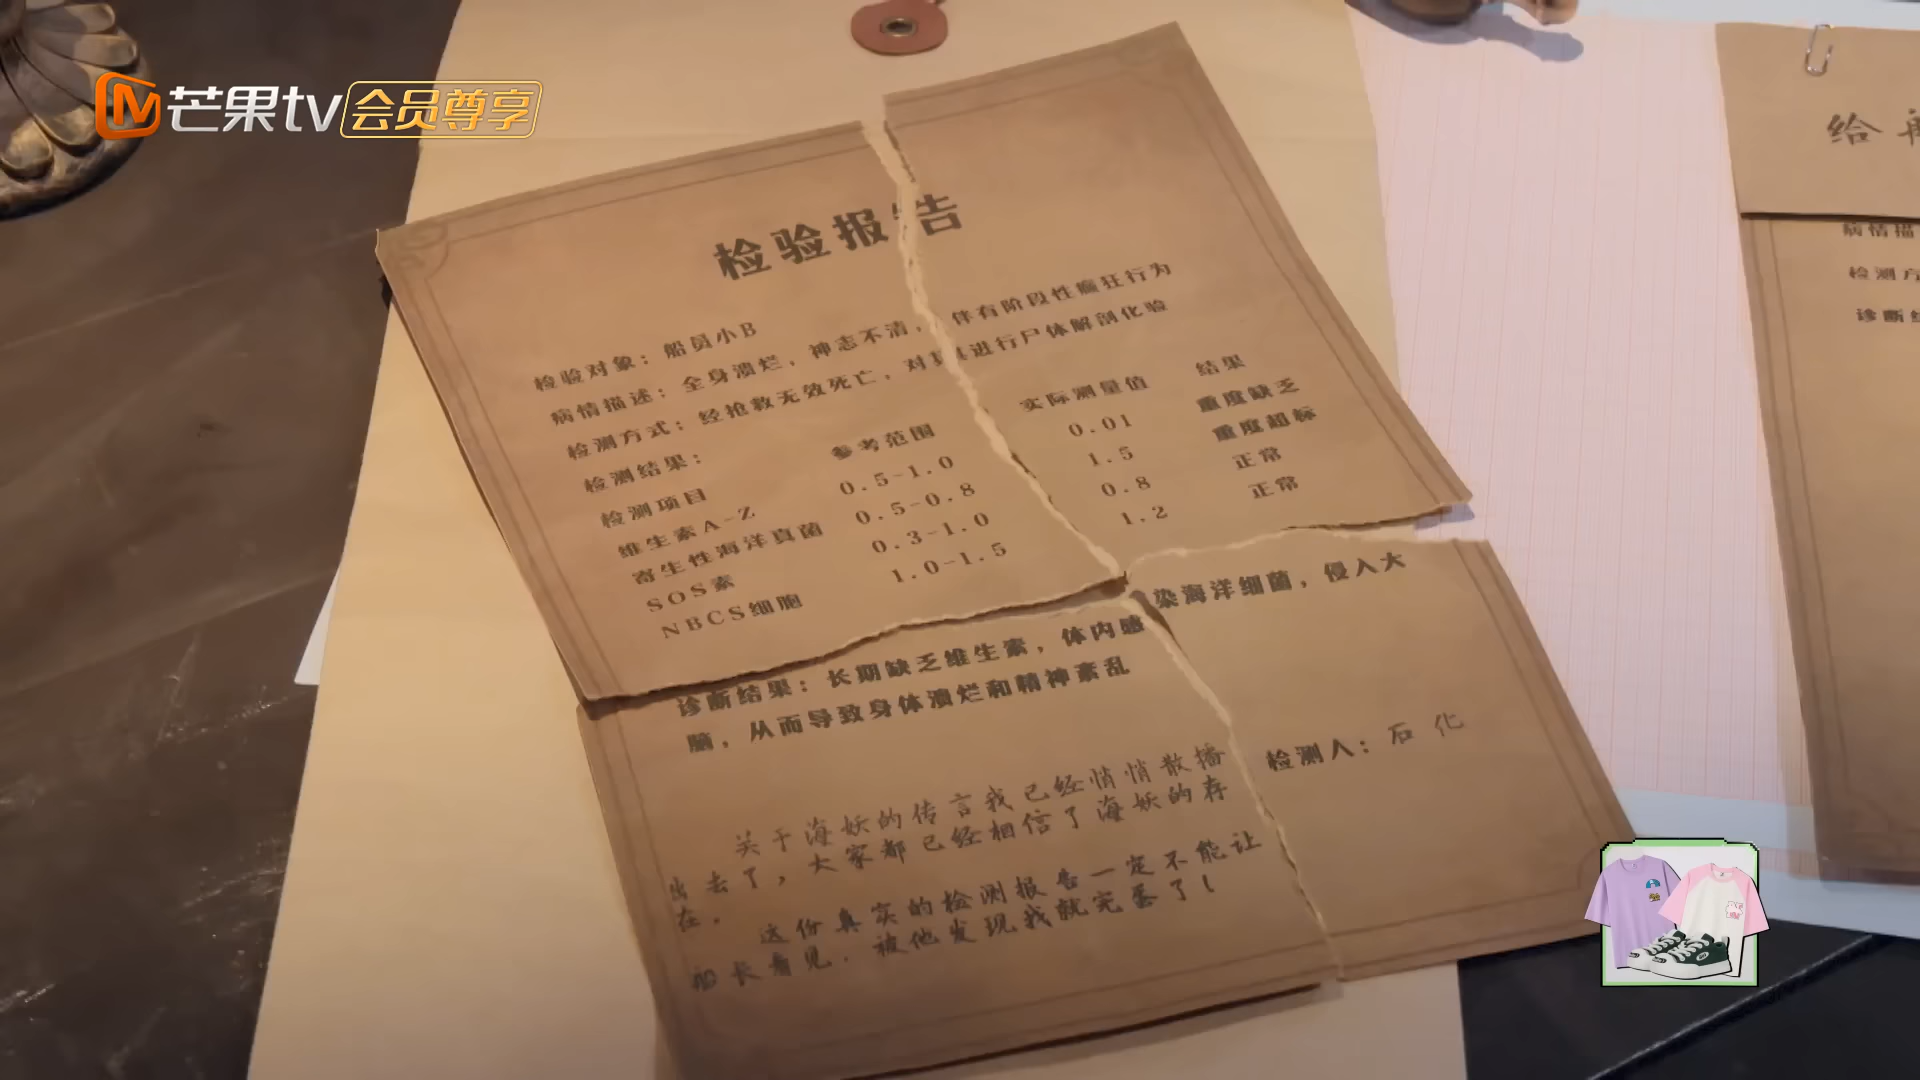 芒果tv会员尊享
检验报告
检验对象：船员小B
病情描述：全身溃烂，神志不清，伴有阶段性癫狂行为
检测方式：经抢救无效死亡，对其进行尸体解剖化验
检测结果：
检测项目 参考范围 实际测量值 结果
维生素A-Z 0.5-1.0 0.01 重度缺乏
寄生性海洋真菌 0.5-0.8 1.5 重度超标
SOS素 0.3-1.0 0.8 正常
NBCS细胞 1.0-1.5 1.2 正常
诊断结果：长期缺乏维生素，体内感染海洋细菌，侵入大
脑，从而导致身体溃烂和精神紊乱
检测人：石化
关于海妖的传言我已经悄悄散播
出去了，大家都已经相信了海妖的存
在.
这份真实的检测报告一定不能让
船长看见.被他发现我就完蛋了！
给
病情描
检测方
诊断结